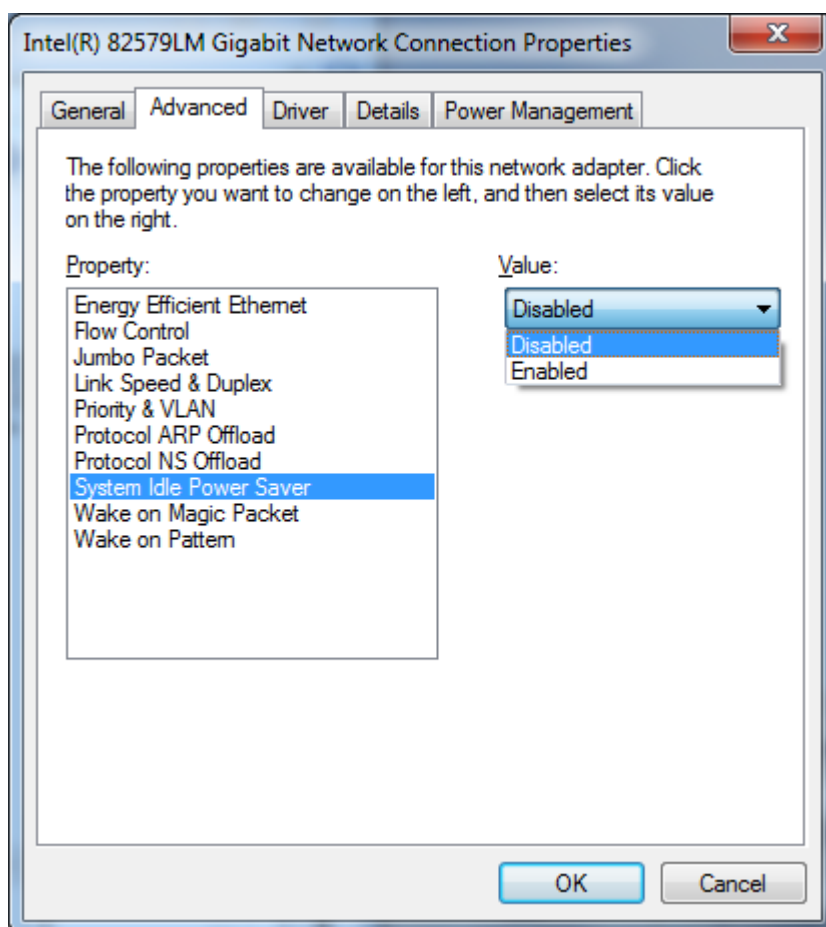 Intel(R) 82579LM Gigabit Network Connection Properties
General Advanced Driver Details Power Management
The following properties are available for this network adapter. Click
the property you want to change on the left, and then select its value
on the right.
Property:
Energy Efficient Ethernet
Flow Control
Jumbo Packet
Link Speed & Duplex
Priority & VLAN
Protocol ARP Offload
Protocol NS Offload
System Idle Power Saver
Wake on Magic Packet
Wake on Pattern
Value:
Disabled
Disabled
Enabled
OK Cancel